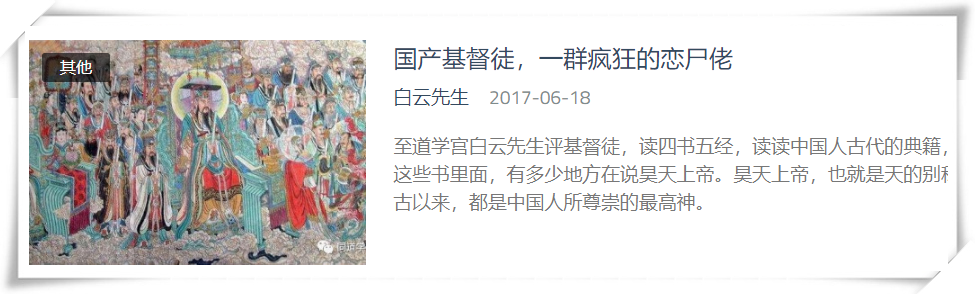 其他
国产基督徒，一群疯狂的恋尸佬
白云先生 2017-06-18
至道学宫白云先生评基督徒，读四书五经，读读中国人古代的典籍，
这些书里面，有多少地方在说昊天上帝。昊天上帝，也就是天的别称
古以来，都是中国人所尊崇的最高神。